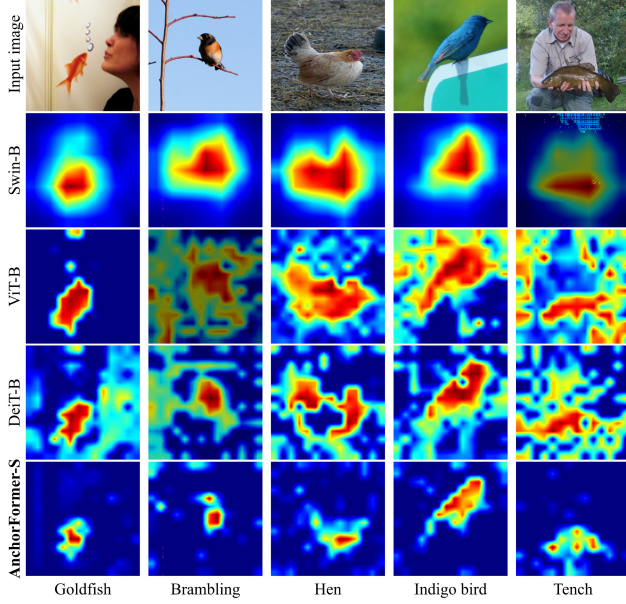 Input image
Swin-B
ViT-B
DeiT-B
AnchorFormer-S
Goldfish Brambling Hen Indigo bird Tench